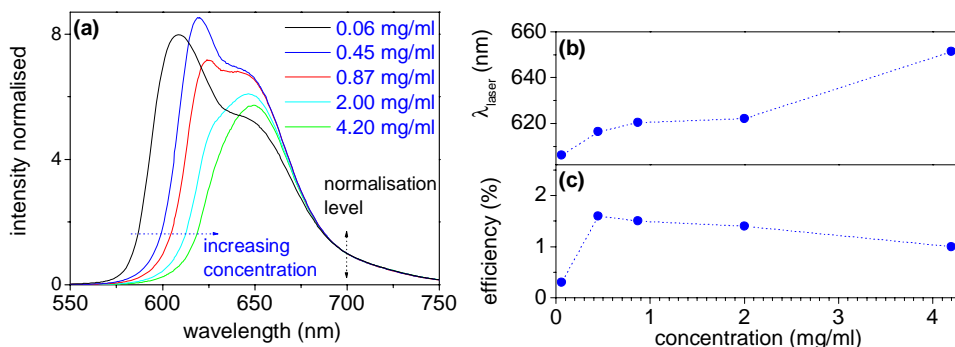 (a)
0.06 mg/ml
0.45 mg/ml
0.87 mg/ml
2.00 mg/ml
4.20 mg/ml
8
4
0
intensity normalised
normalisation
level
increasing
concentration
550 600 650 700 750
wavelength (nm)
(b)
660
640
620
λlaser (nm)
(c)
2
1
0
efficiency (%)
0 1 2 3 4
concentration (mg/ml)